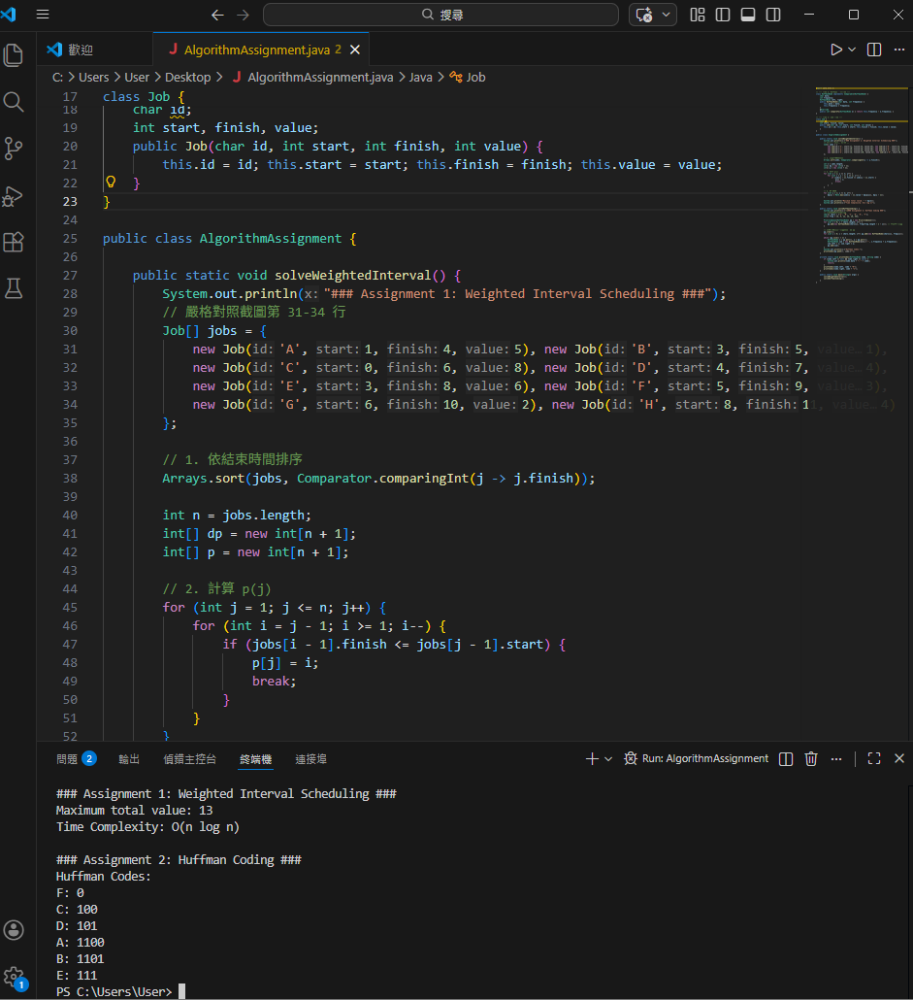 搜尋
歡迎
J AlgorithmAssignment.java 2
C: > Users > User > Desktop > J AlgorithmAssignment.java > Java > Job
17 class Job {
18 char id;
19 int start, finish, value;
20 public Job(char id, int start, int finish, int value) {
21 this.id = id; this.start = start; this.finish = finish; this.value = value;
22 }
23 }
24
25 public class AlgorithmAssignment {
26
27 public static void solveWeightedInterval() {
28 System.out.println(x: "### Assignment 1: Weighted Interval Scheduling ###");
29 // 嚴格對照截圖第 31-34 行
30 Job[] jobs = {
31 new Job(id: 'A', start: 1, finish: 4, value: 5), new Job(id: 'B', start: 3, finish: 5, value… 1),
32 new Job(id: 'C', start: 0, finish: 6, value: 8), new Job(id: 'D', start: 4, finish: 7, value… 4),
33 new Job(id: 'E', start: 3, finish: 8, value: 6), new Job(id: 'F', start: 5, finish: 9, value… 3),
34 new Job(id: 'G', start: 6, finish: 10, value: 2), new Job(id: 'H', start: 8, finish: 11, value… 4)
35 };
36
37 // 1. 依結束時間排序
38 Arrays.sort(jobs, Comparator.comparingInt(j -> j.finish));
39
40 int n = jobs.length;
41 int[] dp = new int[n + 1];
42 int[] p = new int[n + 1];
43
44 // 2. 計算 p(j)
45 for (int j = 1; j <= n; j++) {
46 for (int i = j - 1; i >= 1; i--) {
47 if (jobs[i - 1].finish <= jobs[j - 1].start) {
48 p[j] = i;
49 break;
50 }
51 }
52 }
問題 2 輸出 偵錯主控台 終端機 連接埠 Run: AlgorithmAssignment
### Assignment 1: Weighted Interval Scheduling ###
Maximum total value: 13
Time Complexity: O(n log n)
### Assignment 2: Huffman Coding ###
Huffman Codes:
F: 0
C: 100
D: 101
A: 1100
B: 1101
E: 111
PS C:\Users\User>
1